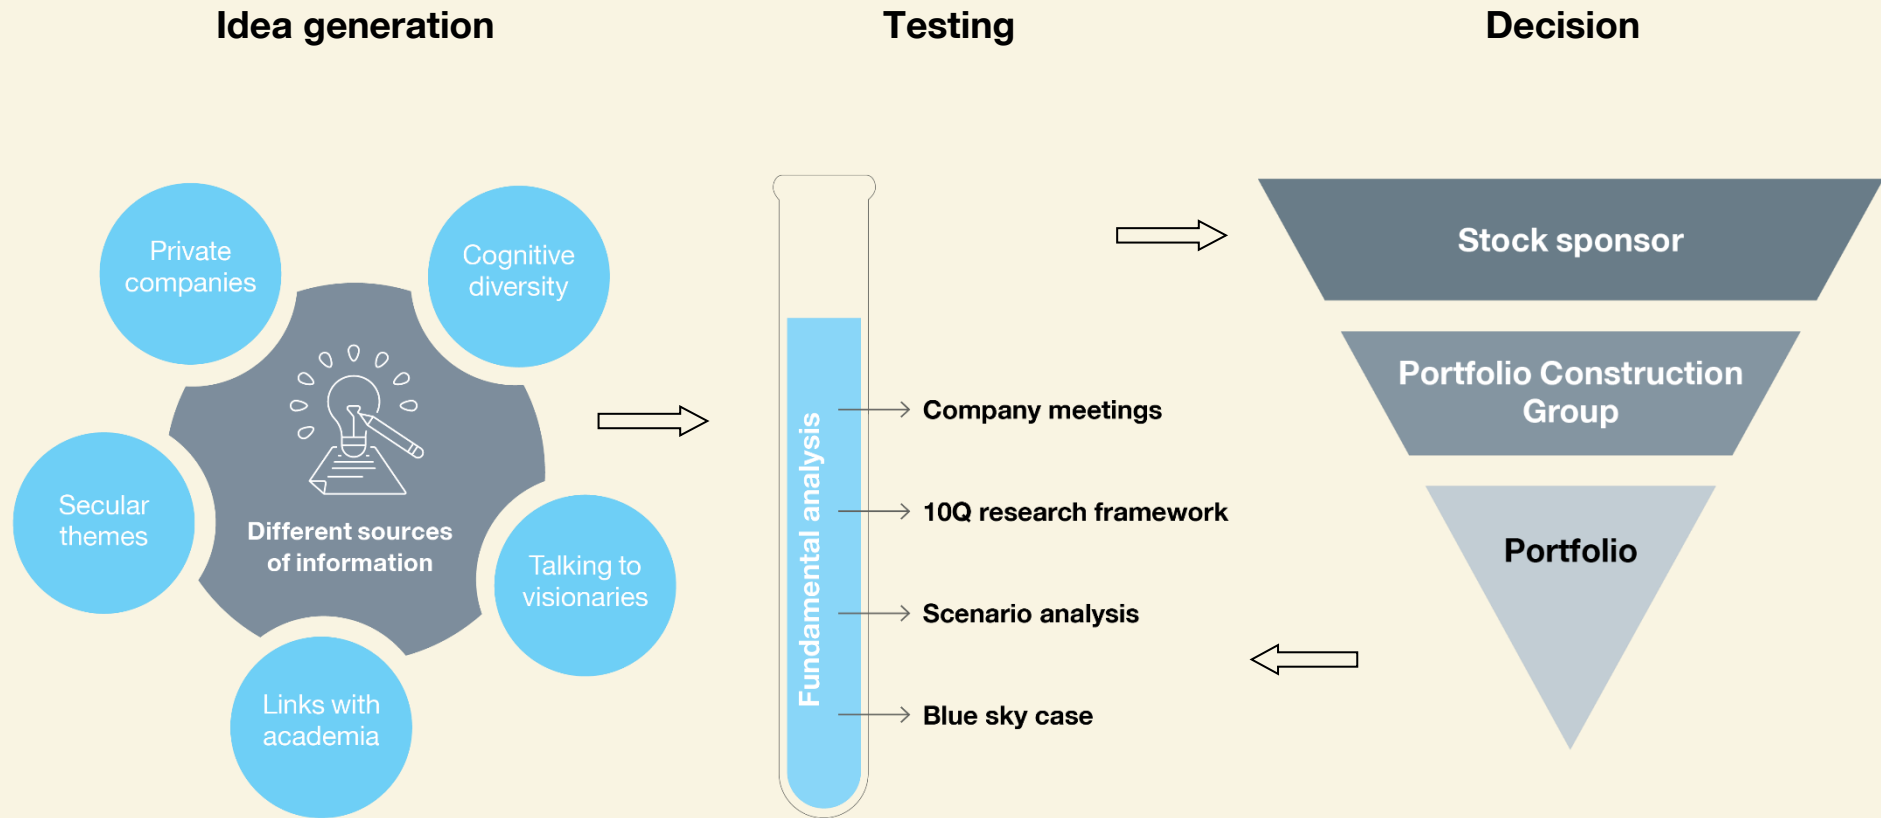 Idea generation
Testing
Decision
Private
companies
Cognitive
diversity
Secular
themes
Different sources
of information
Talking to
visionaries
Links with
academia
Fundamental analysis
Company meetings
10Q research framework
Scenario analysis
Blue sky case
Stock sponsor
Portfolio Construction
Group
Portfolio